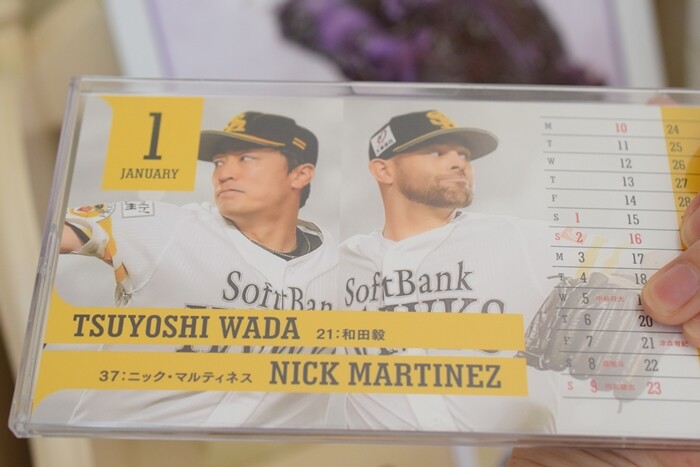 1
JANUARY
SoftBank
SoftBank
TSUYOSHI WADA 21:和田毅
37:ニック・マルティネス NICK MARTINEZ
M 10 24
T 11 25
W 12 26
T 13 27
F 14 28
S 1 15
S 2 16
M 3 17
T 4 18
W 5
T 6 20
F 7 21
S 8 22
S 9 23